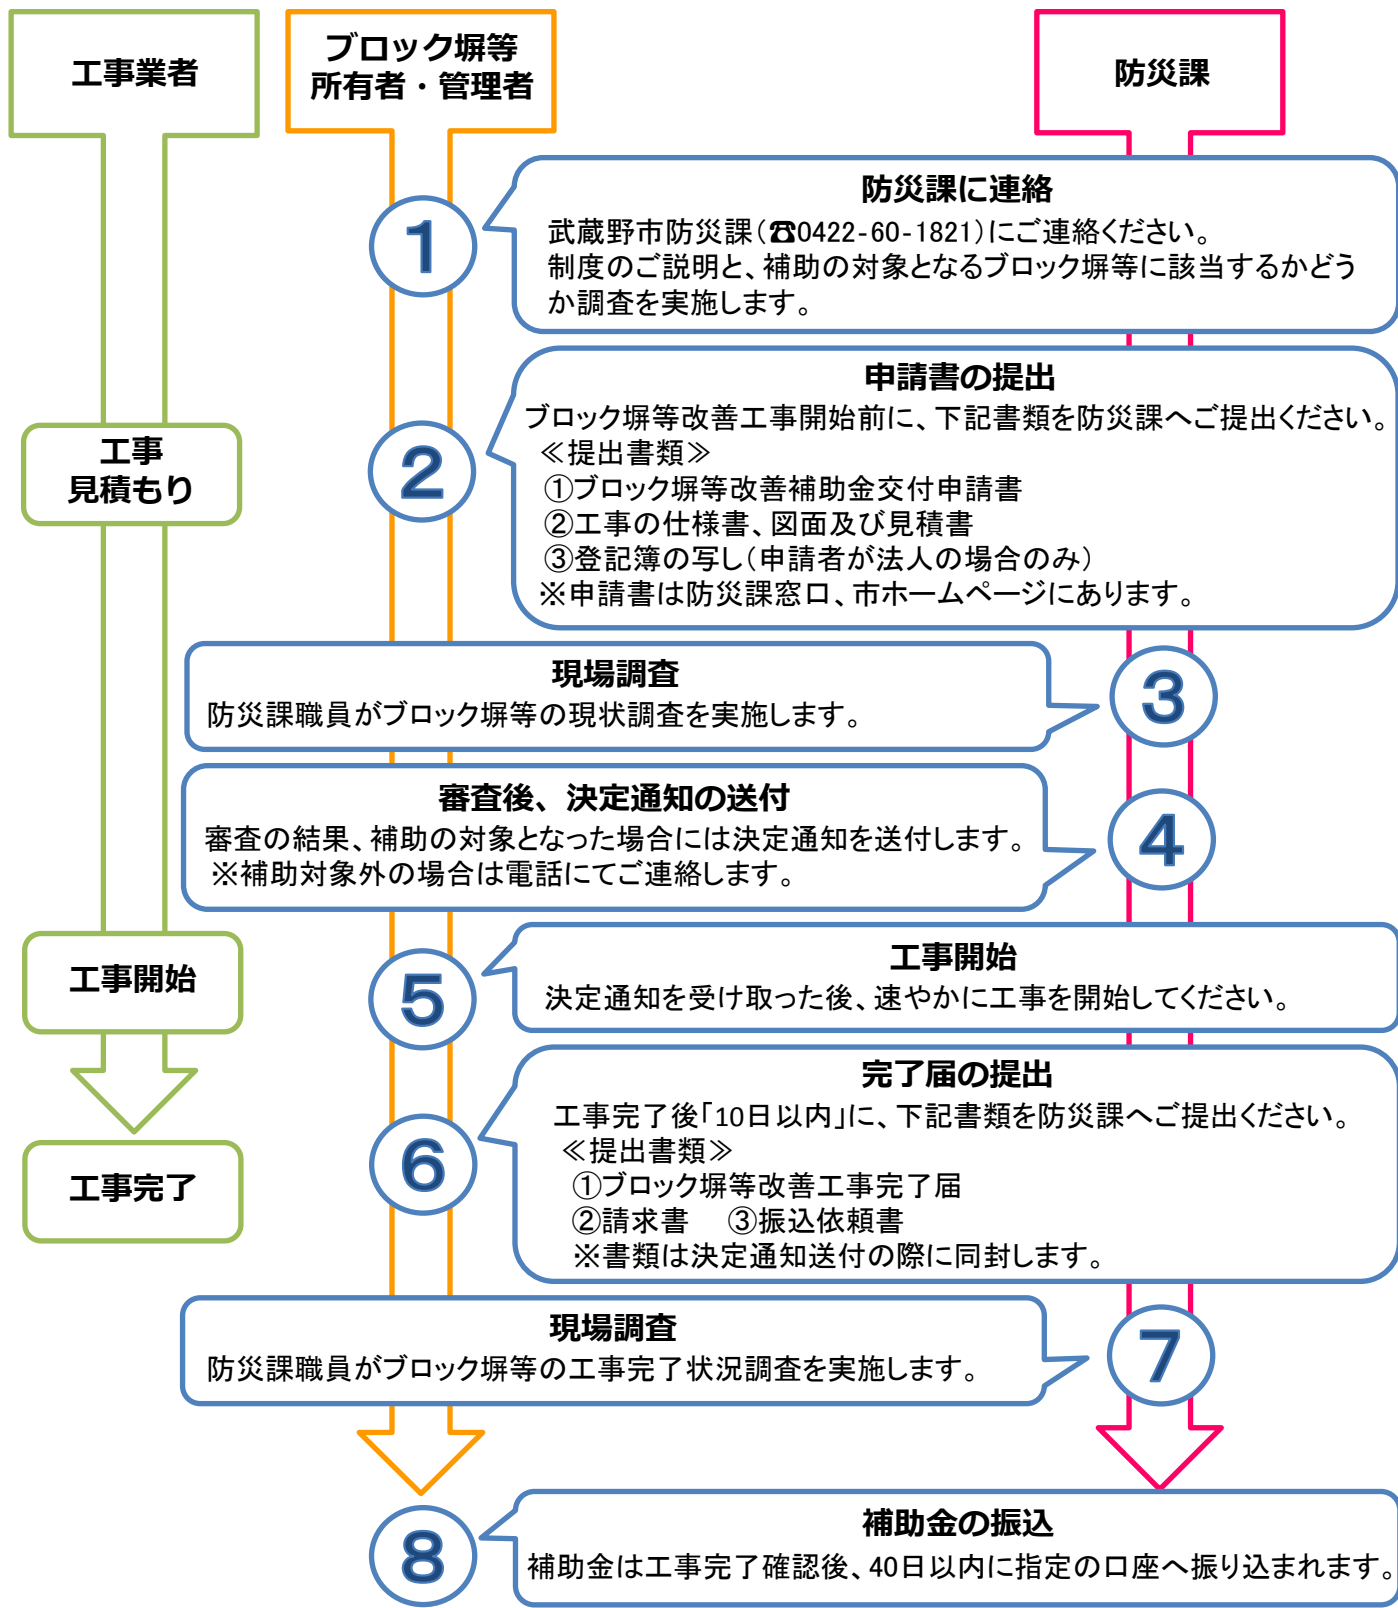 工事業者
ブロック塀等
所有者・管理者
防災課
①
防災課に連絡
武蔵野市防災課(☎0422-60-1821)にご連絡ください。
制度のご説明と、補助の対象となるブロック塀等に該当するかどう
か調査を実施します。
工事
見積もり
②
申請書の提出
ブロック塀等改善工事開始前に、下記書類を防災課へご提出ください。
≪提出書類≫
①ブロック塀等改善補助金交付申請書
②工事の仕様書、図面及び見積書
③登記簿の写し(申請者が法人の場合のみ)
※申請書は防災課窓口、市ホームページにあります。
現場調査
防災課職員がブロック塀等の現状調査を実施します。
③
審査後、決定通知の送付
審査の結果、補助の対象となった場合には決定通知を送付します。
※補助対象外の場合は電話にてご連絡します。
④
工事開始
⑤
工事開始
決定通知を受け取った後、速やかに工事を開始してください。
工事完了
⑥
完了届の提出
工事完了後「10日以内」に、下記書類を防災課へご提出ください。
≪提出書類≫
①ブロック塀等改善工事完了届
②請求書 ③振込依頼書
※書類は決定通知送付の際に同封します。
現場調査
防災課職員がブロック塀等の工事完了状況調査を実施します。
⑦
⑧
補助金の振込
補助金は工事完了確認後、40日以内に指定の口座へ振り込まれます。